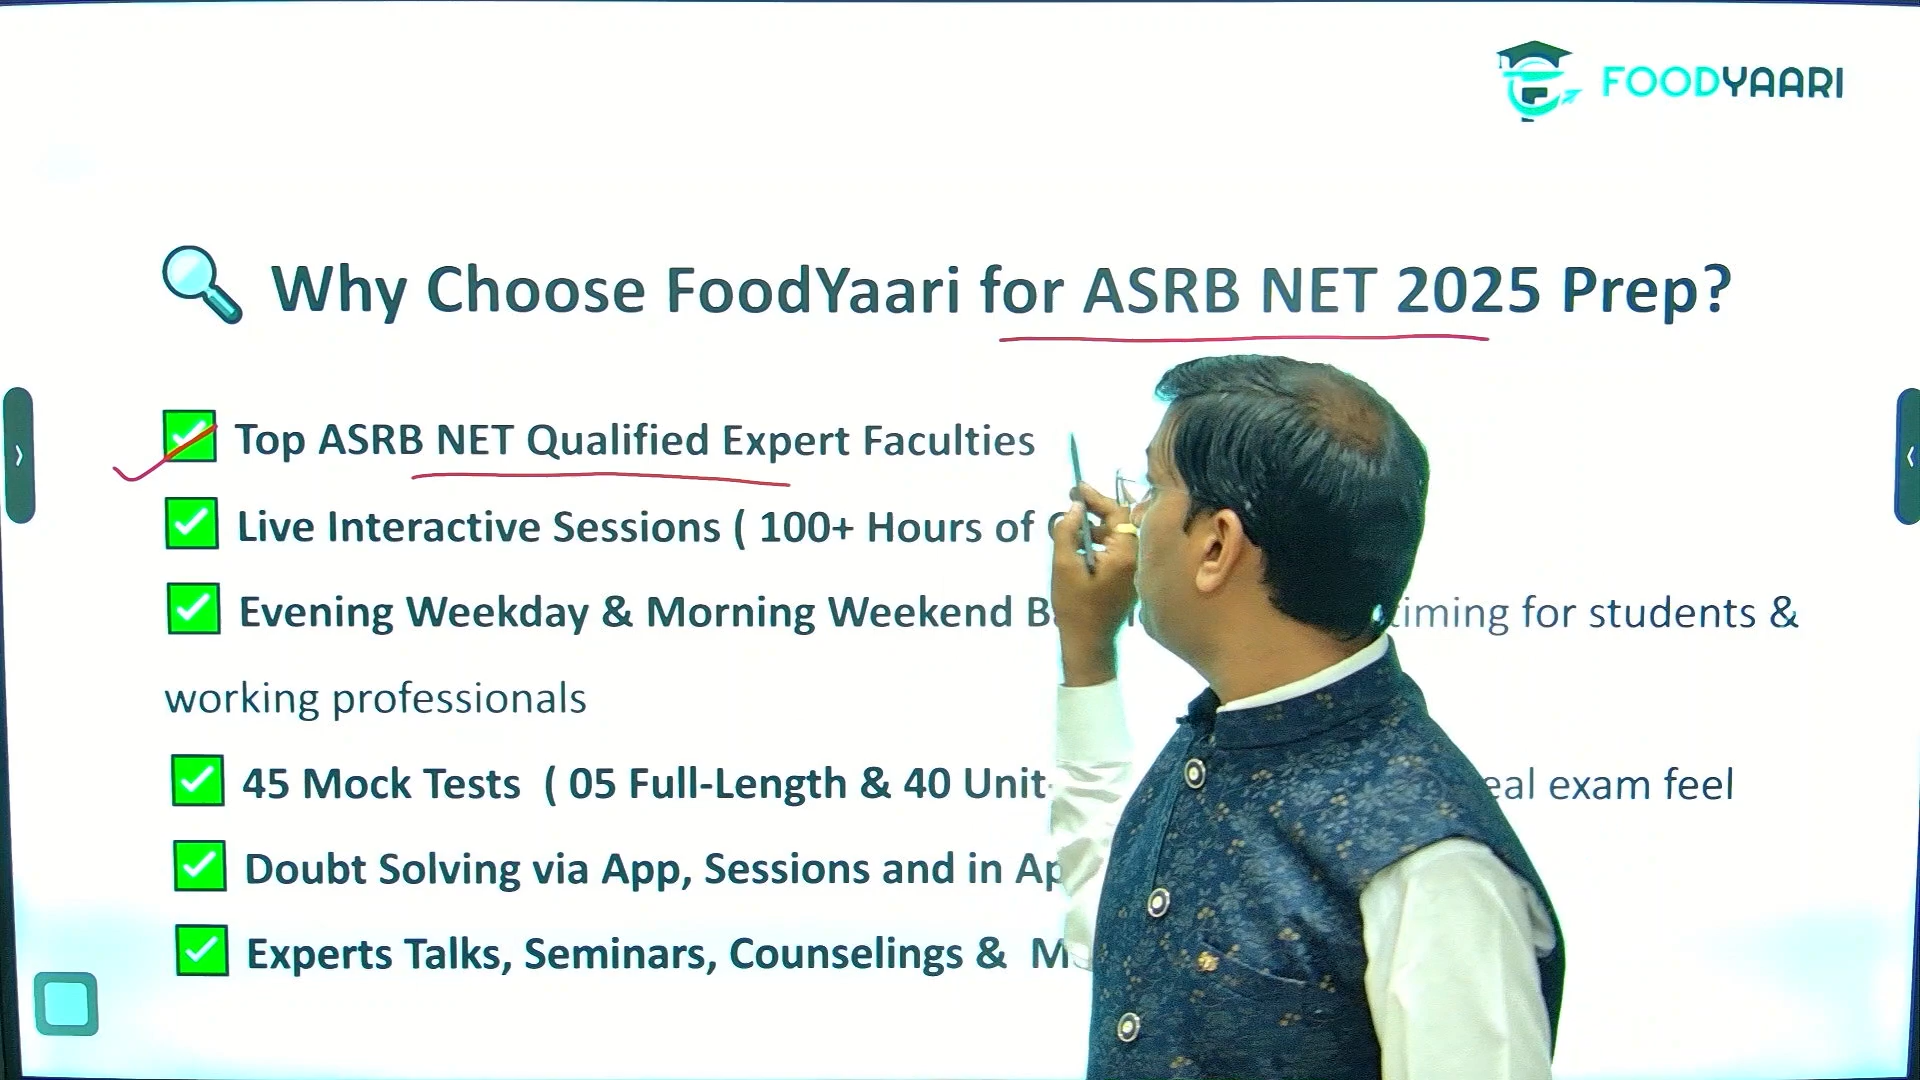 FOODYAARI
Why Choose FoodYaari for ASRB NET 2025 Prep?
Top ASRB NET Qualified Expert Faculties
Live Interactive Sessions ( 100+ Hours of
Evening Weekday & Morning Weekend timing for students &
working professionals
45 Mock Tests ( 05 Full-Length & 40 Unit- exam feel
Doubt Solving via App, Sessions and in
Experts Talks, Seminars, Counselings &